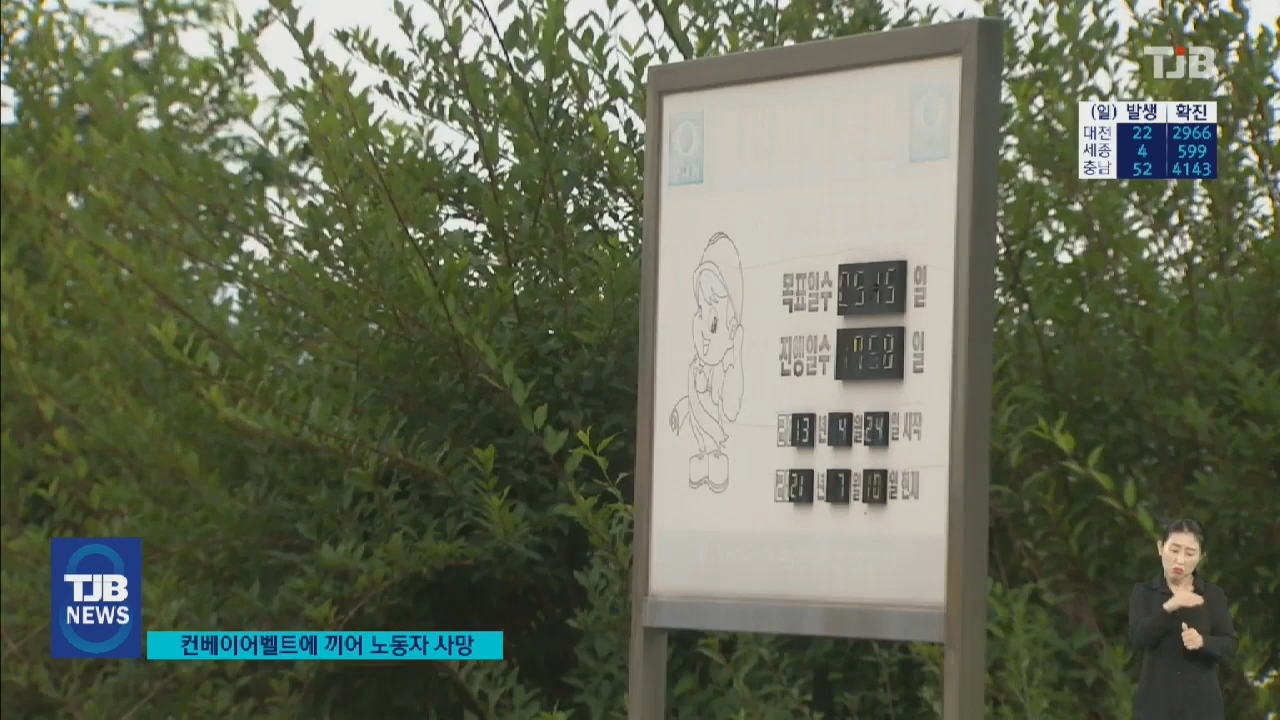 TJB
(일) 발생 확진
대전 22 2966
세종 4 599
충남 52 4143
목표일수 일
진행일수 일
13 년 4 월 24 일 시작
21 년 7 월 10 일 현재
TJB
NEWS
컨베이어벨트에 끼어 노동자 사망